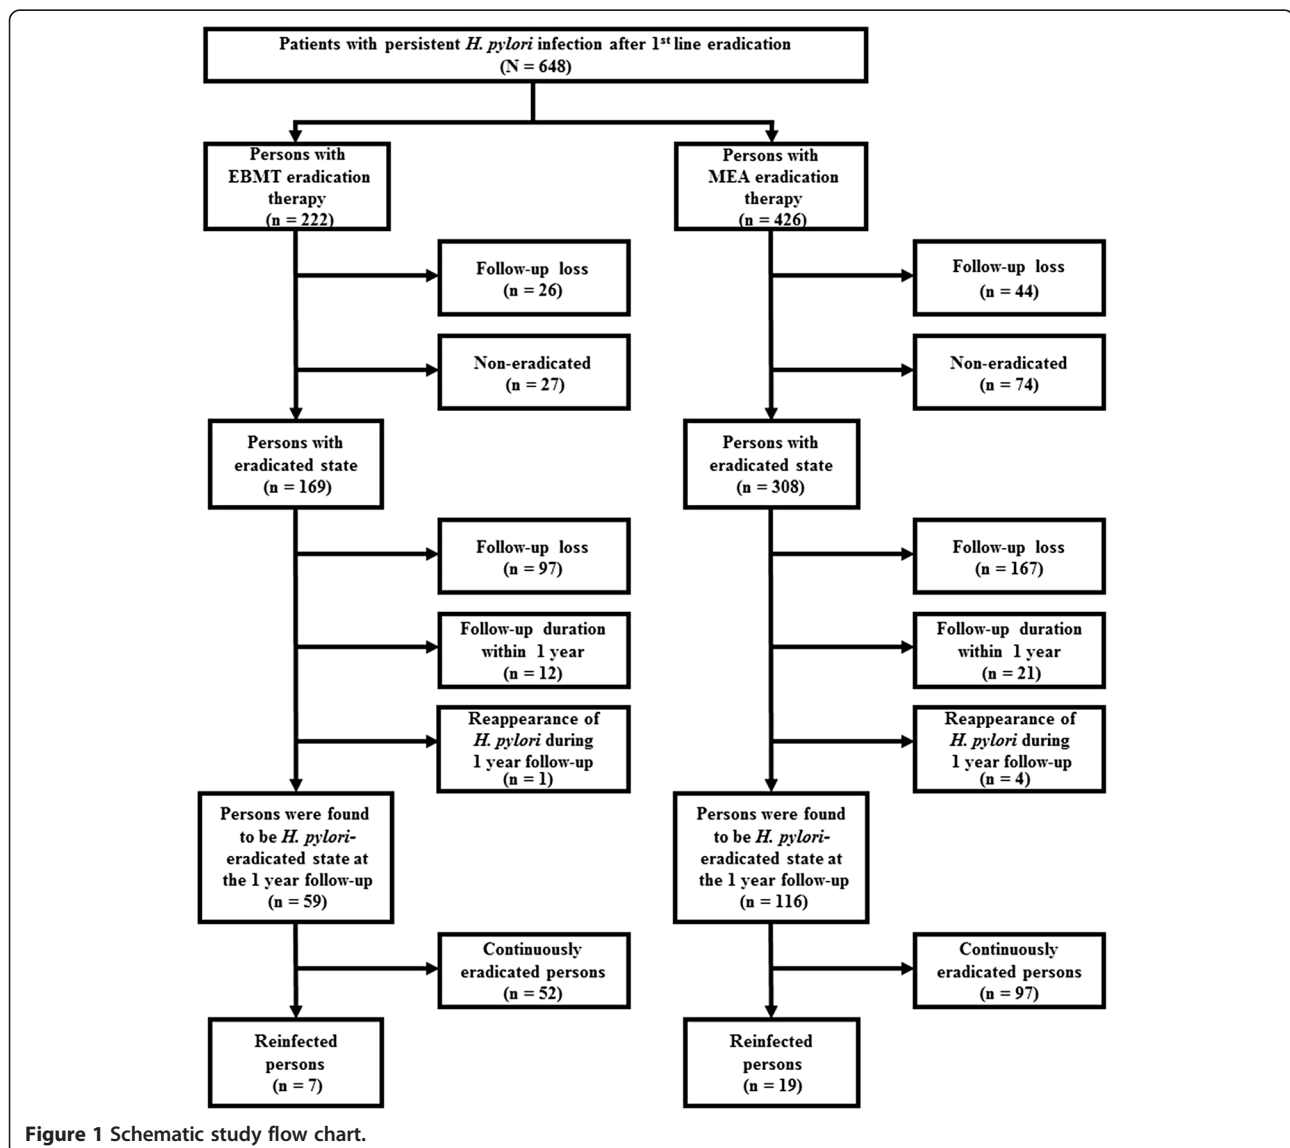 Patients with persistent H. pylori infection after 1st line eradication
(N = 648)
Persons with
EBMT eradication
therapy
(n = 222)
Persons with
MEA eradication
therapy
(n = 426)
Follow-up loss
(n = 26)
Follow-up loss
(n = 44)
Non-eradicated
(n = 27)
Non-eradicated
(n = 74)
Persons with
eradicated state
(n = 169)
Persons with
eradicated state
(n = 308)
Follow-up loss
(n = 97)
Follow-up loss
(n = 167)
Follow-up duration
within 1 year
(n = 12)
Follow-up duration
within 1 year
(n = 21)
Reappearance of
H. pylori during
1 year follow-up
(n = 1)
Reappearance of
H. pylori during
1 year follow-up
(n = 4)
Persons were found
to be H. pylori-
eradicated state at
the 1 year follow-up
(n = 59)
Persons were found
to be H. pylori-
eradicated state at
the 1 year follow-up
(n = 116)
Continuously
eradicated persons
(n = 52)
Continuously
eradicated persons
(n = 97)
Reinfected
persons
(n = 7)
Reinfected
persons
(n = 19)
Figure 1 Schematic study flow chart.